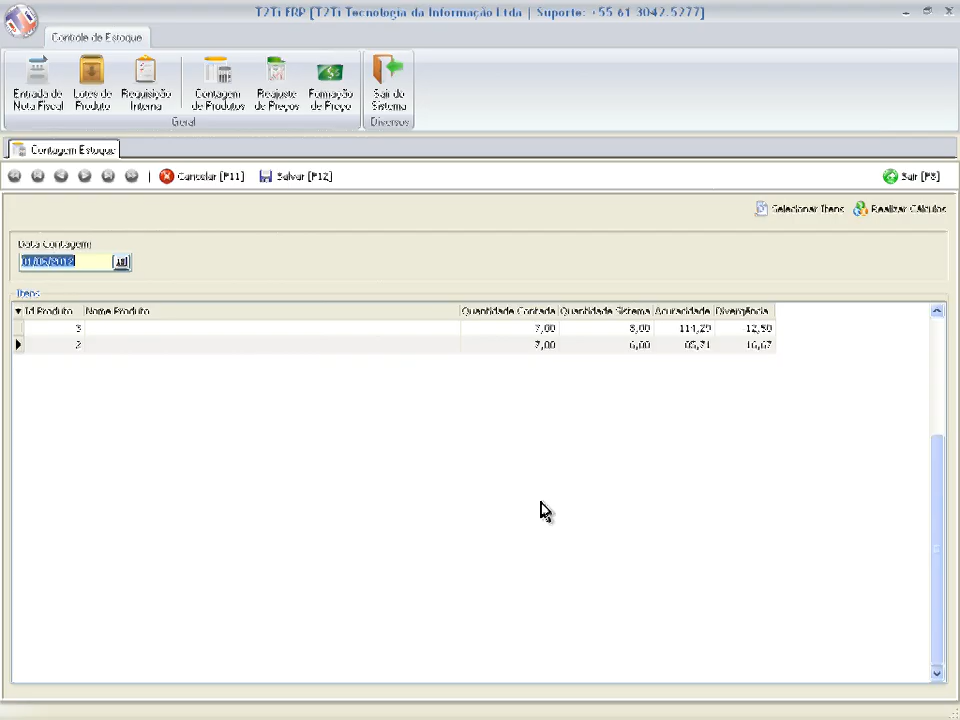 T2Ti ERP [T2Ti Tecnologia da Informação Ltda | Suporte: +55 61 3042.5277]
Controle de Estoque
Entrada de Nota Fiscal
Lotes de Produto
Requisição Interna
Contagem de Produtos
Reajuste de Preços
Formação de Preço
Sair do Sistema
Geral
Diversos
Contagem Estoque
Cancelar [F11]
Salvar [F12]
Sair [F8]
Selecionar Itens
Realizar Cálculos
Data Contagem:
Itens
Id Produto Nome Produto Quantidade Contada Quantidade Sistema Acuracidade Divergência
3 7,00 8,00 114,29 12,50
2 7,00 6,00 85,71 16,67